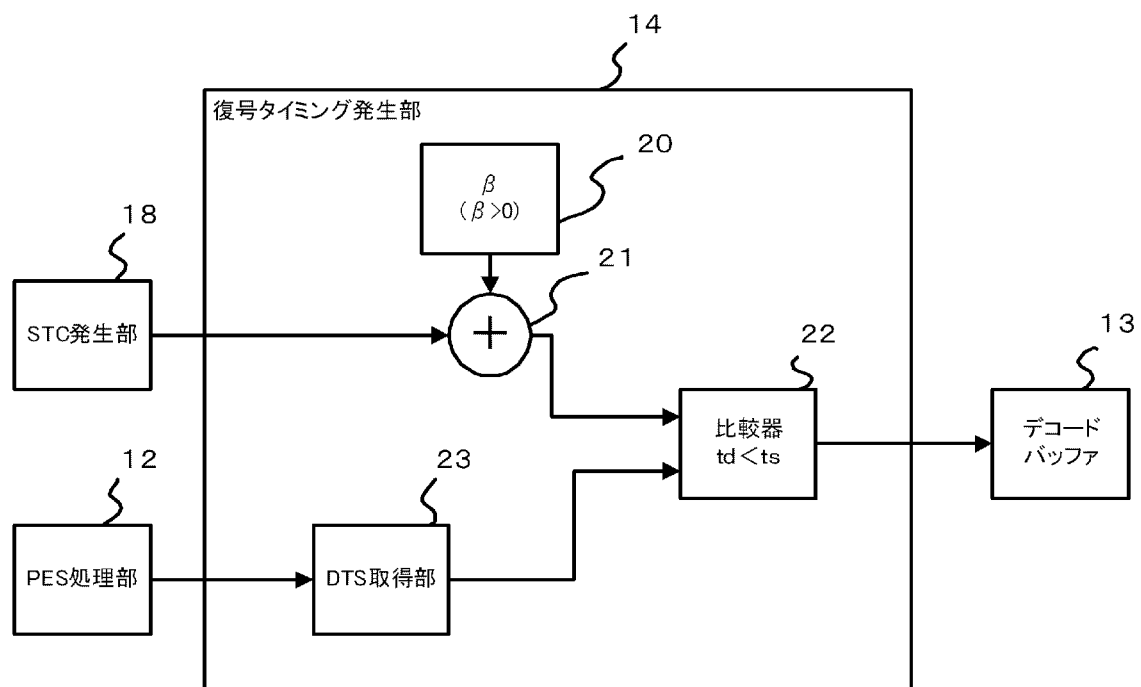 14
復号タイミング発生部
20
β
(β>0)
18
21
STC発生部
+
22
13
比較器
td<ts
デコード
バッファ
12
23
PES処理部
DTS取得部